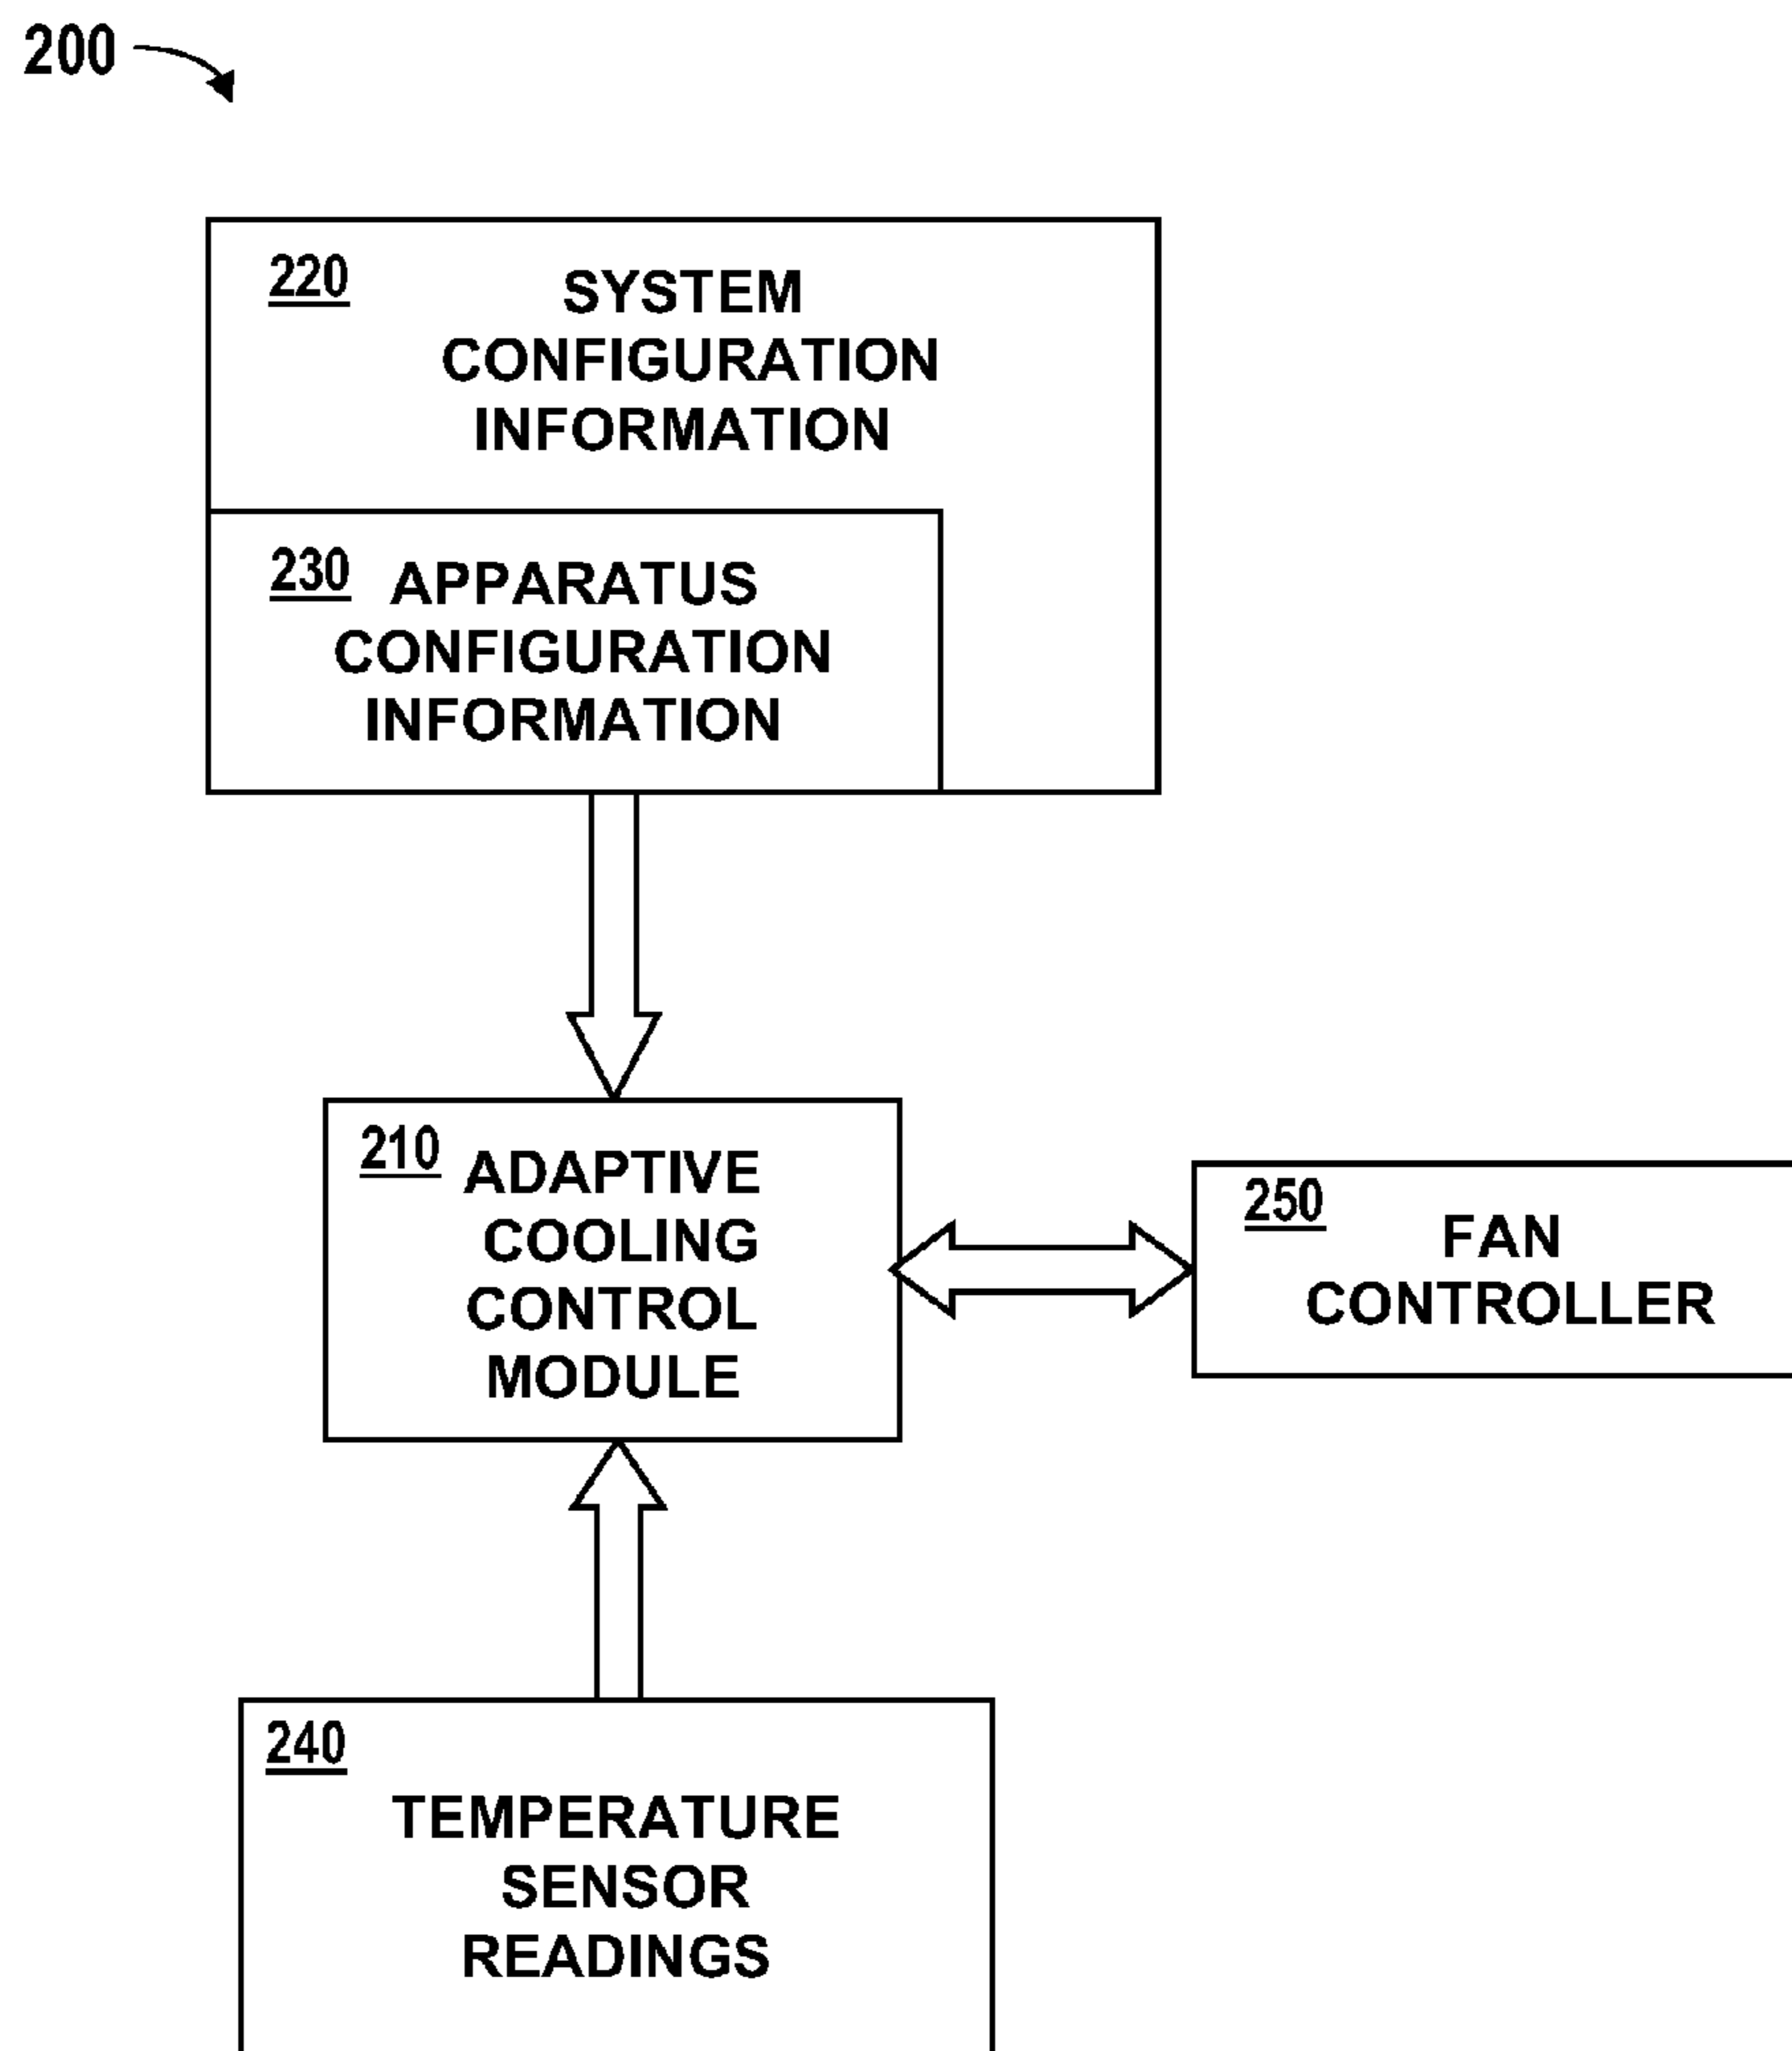 200
220
SYSTEM
CONFIGURATION
INFORMATION
230
APPARATUS
CONFIGURATION
INFORMATION
210
ADAPTIVE
COOLING
CONTROL
MODULE
250
FAN
CONTROLLER
240
TEMPERATURE
SENSOR
READINGS